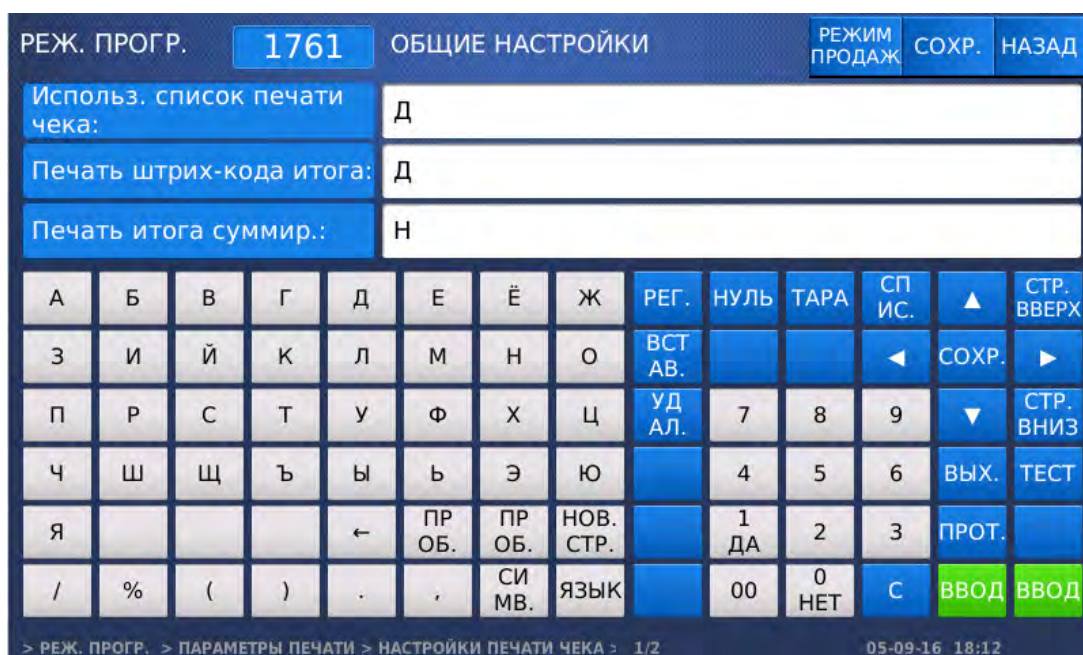 РЕЖ. ПРОГР. 1761 ОБЩИЕ НАСТРОЙКИ РЕЖИМ ПРОДАЖ СОХР. НАЗАД
Использ. список печати чека: Д
Печать штрих-кода итога: Д
Печать итога суммир.: Н
А Б В Г Д Е Ё Ж РЕГ. НУЛЬ ТАРА СП ИС. ▲ СТР. ВВЕРХ
З И Й К Л М Н О ВСТ АВ. ◀ СОХР. ▶
П Р С Т У Ф Х Ц УД АЛ. 7 8 9 ▼ СТР. ВНИЗ
Ч Ш Щ Ъ Ы Ь Э Ю 4 5 6 ВЫХ. ТЕСТ
Я ← ПР ОБ. ПР ОБ. НОВ. СТР. 1 ДА 2 3 ПРОТ.
/ % ( ) . , СИ МВ. ЯЗЫК 00 0 НЕТ С ВВОД ВВОД
> РЕЖ. ПРОГР. > ПАРАМЕТРЫ ПЕЧАТИ > НАСТРОЙКИ ПЕЧАТИ ЧЕКА > 1/2 05-09-16 18:12